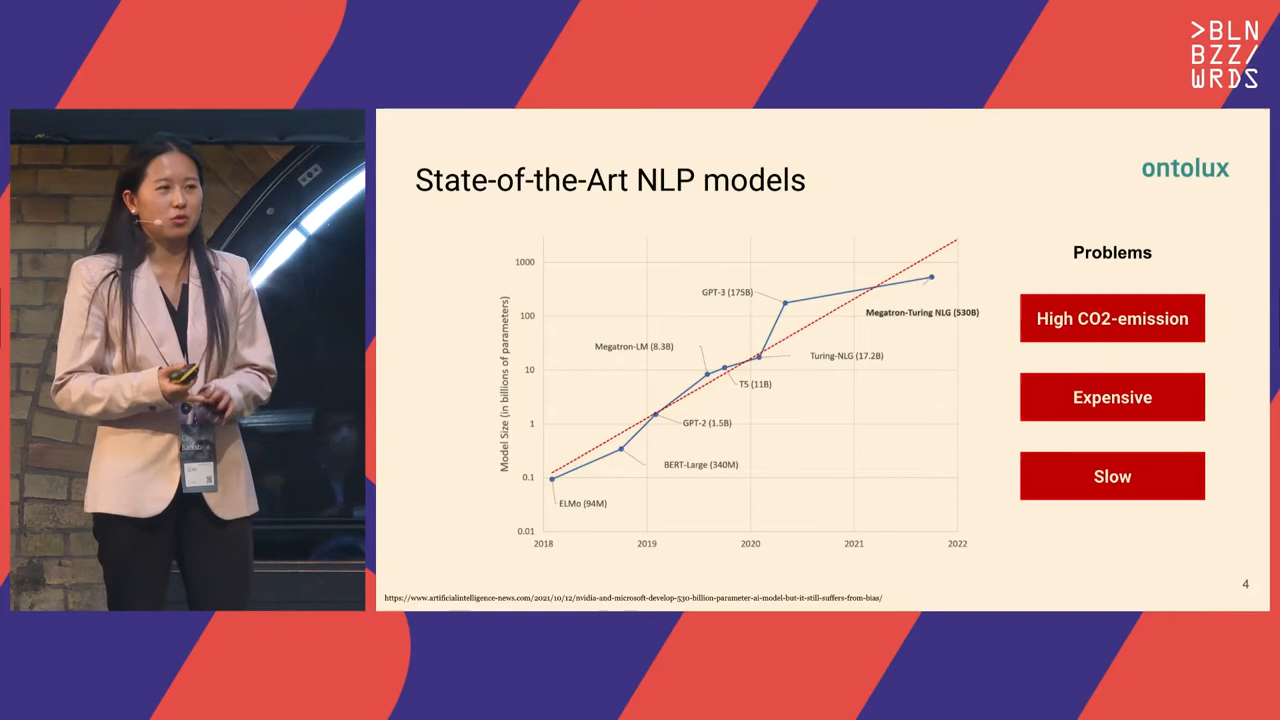 >BLN
BZZ/
WRDS
State-of-the-Art NLP models
ontolux
Problems
High CO2-emission
Expensive
Slow
Model Size (in billions of parameters)
1000
100
10
1
0.1
0.01
2018
2019
2020
2021
2022
GPT-3 (175B)
Megatron-Turing NLG (530B)
Megatron-LM (8.3B)
Turing-NLG (17.2B)
T5 (11B)
GPT-2 (1.5B)
BERT-Large (340M)
ELMo (94M)
4
https://www.artificialintelligence-news.com/2021/10/12/nvidia-and-microsoft-develop-530-billion-parameter-ai-model-but-it-still-suffers-from-bias/
Backstage